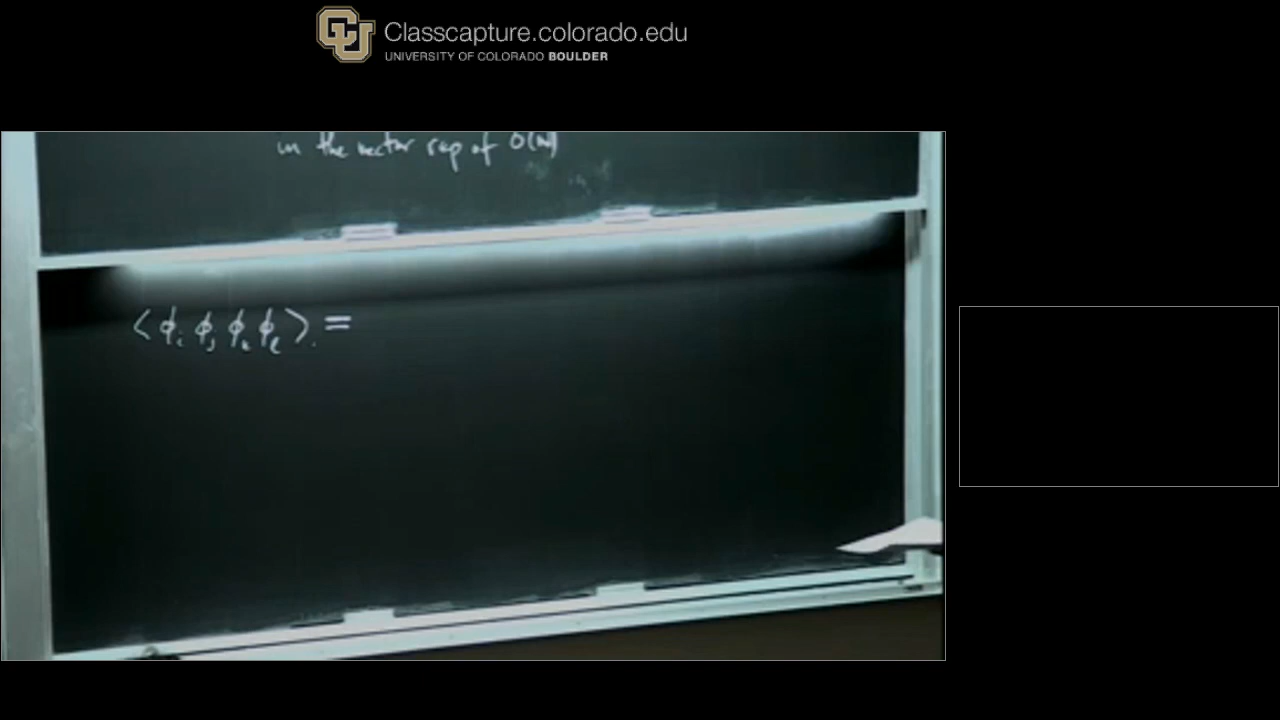 Classcapture.colorado.edu
UNIVERSITY OF COLORADO BOULDER
in the vector rep of O(N)
⟨ϕᵢ ϕⱼ ϕₖ ϕₗ⟩ =